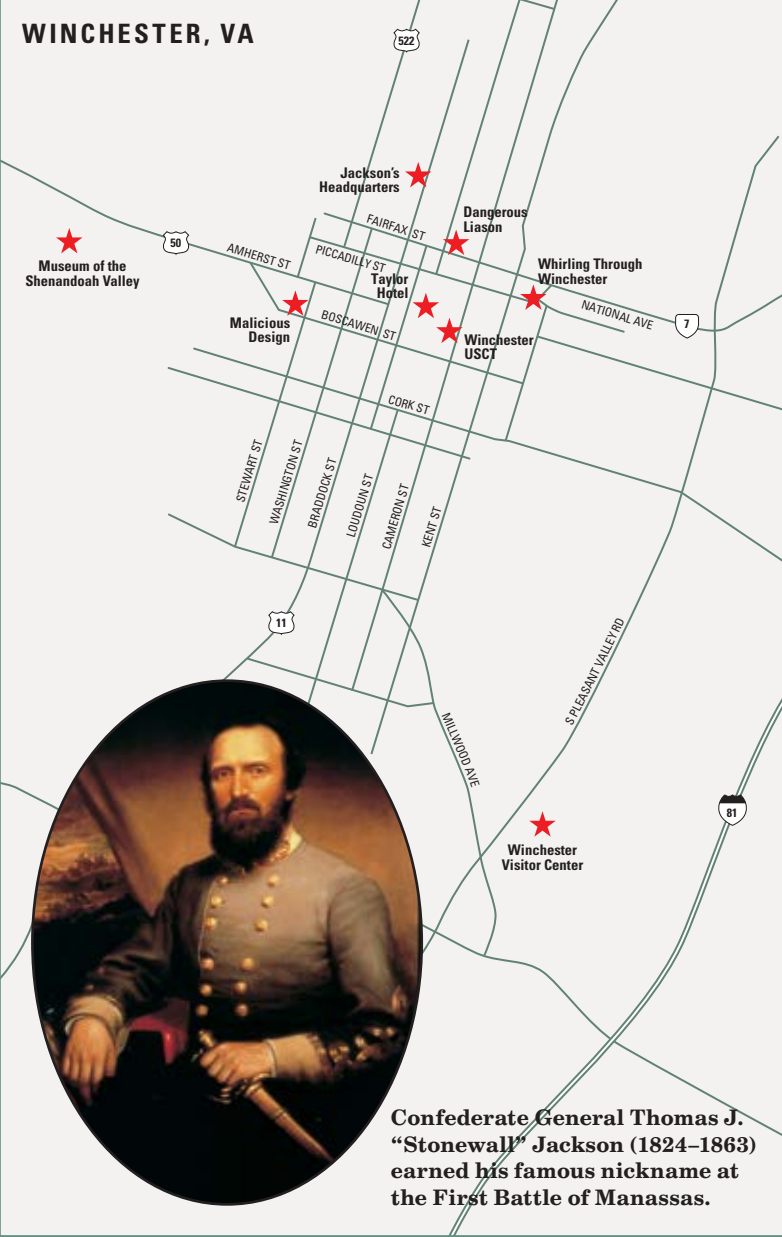 WINCHESTER, VA
522
Jackson's
Headquarters
Dangerous
Liason
FAIRFAX ST
50
AMHERST ST
PICCADILLY ST
Museum of the
Shenandoah Valley
Whirling Through
Winchester
Taylor
Hotel
NATIONAL AVE
7
Malicious
Design
BOSCAWEN ST
Winchester
USCT
CORK ST
STEWART ST
WASHINGTON ST
BRADDOCK ST
LOUDOUN ST
CAMERON ST
KENT ST
11
S PLEASANT VALLEY RD
MILLWOOD AVE
81
Winchester
Visitor Center
Confederate General Thomas J.
“Stonewall” Jackson (1824–1863)
earned his famous nickname at
the First Battle of Manassas.